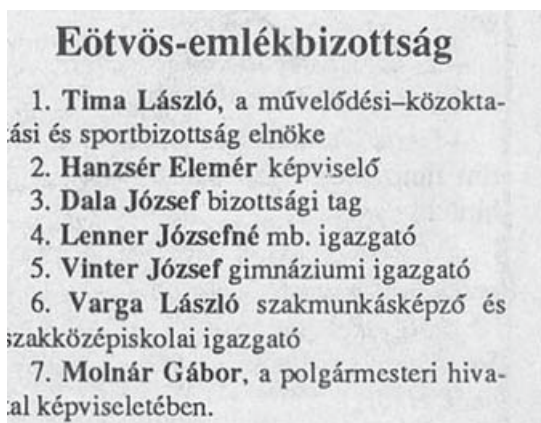 Eötvös-emlékbizottság
1. Tima László, a művelődési–közokta-
ási és sportbizottság elnöke
2. Hanzsér Elemér képviselő
3. Dala József bizottsági tag
4. Lenner Józsefné mb. igazgató
5. Vinter József gimnáziumi igazgató
6. Varga László szakmunkásképző és
szakközépiskolai igazgató
7. Molnár Gábor, a polgármesteri hiva-
al képviseletében.